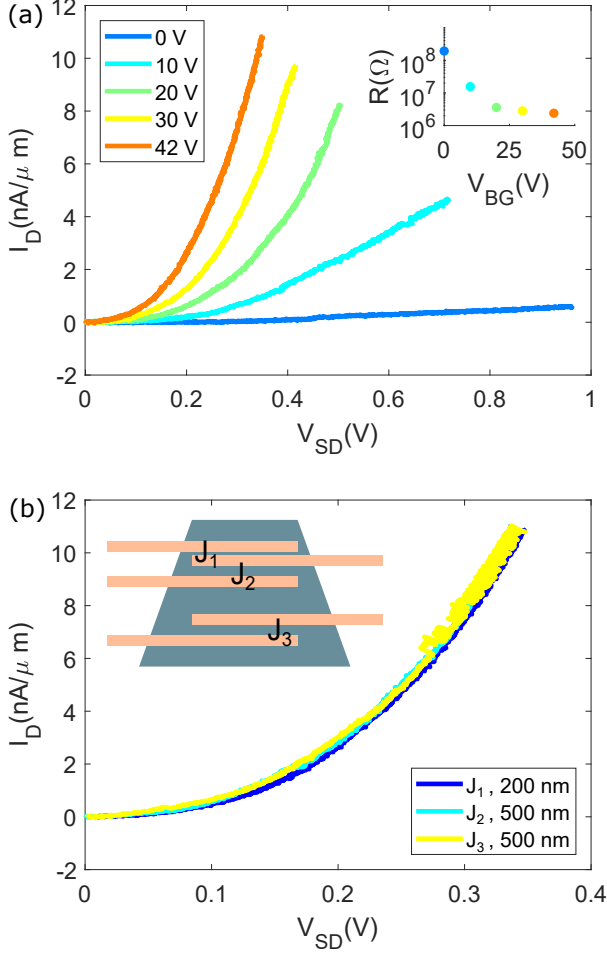 (a)
12
10
8
6
4
2
0
-2
I_D(nA/μ m)
0 V
10 V
20 V
30 V
42 V
R(Ω)
10^8
10^7
10^6
0 25 50
V_BG(V)
0 0.2 0.4 0.6 0.8 1
V_SD(V)
(b)
12
10
8
6
4
2
0
-2
I_D(nA/μ m)
J_1
J_2
J_3
J_1 , 200 nm
J_2 , 500 nm
J_3 , 500 nm
0 0.1 0.2 0.3 0.4
V_SD(V)